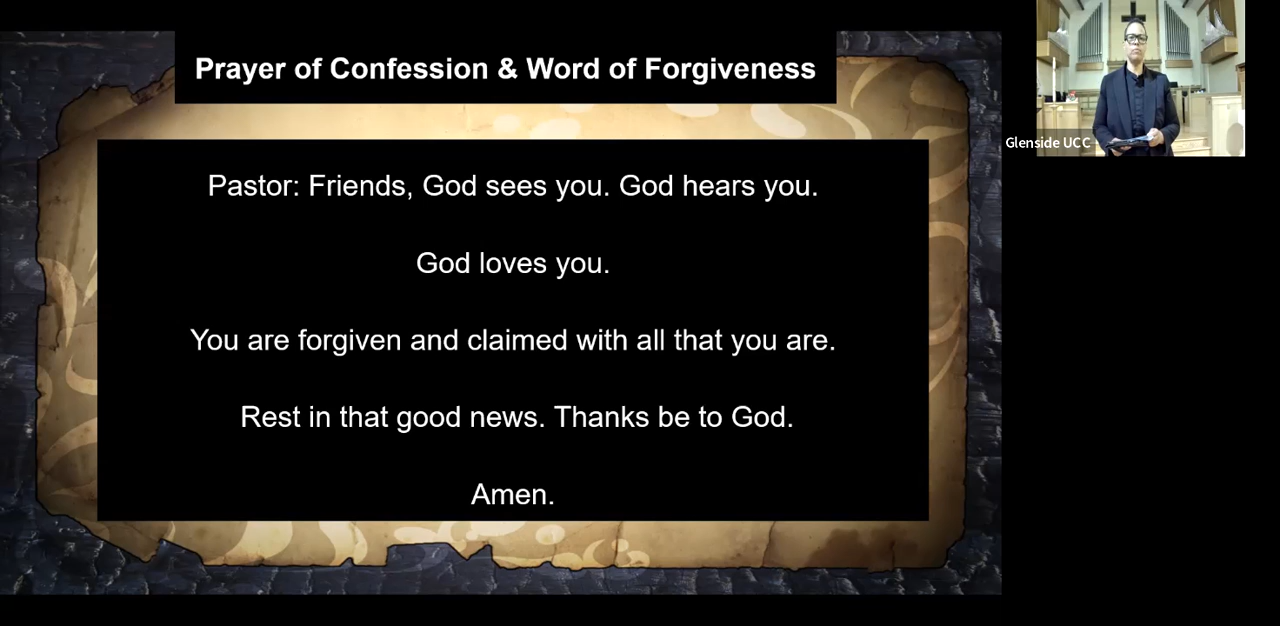 Prayer of Confession & Word of Forgiveness
Pastor: Friends, God sees you. God hears you.
God loves you.
You are forgiven and claimed with all that you are.
Rest in that good news. Thanks be to God.
Amen.
Glenside UCC